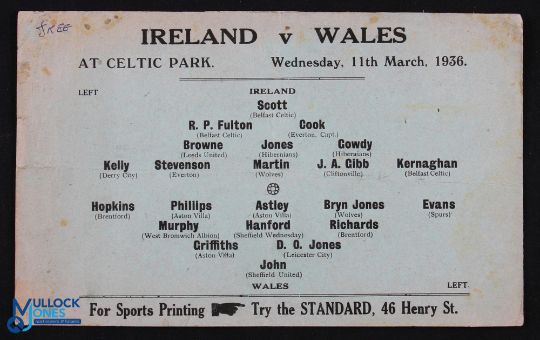 FREE
IRELAND v WALES
AT CELTIC PARK. Wednesday, 11th March, 1936.
LEFT IRELAND
Scott
(Belfast Celtic)
R. P. Fulton Cook
(Belfast Celtic) (Everton, Capt.)
Browne Jones Gowdy
(Leeds United) (Hibernians) (Hibernians)
Kelly Stevenson Martin J. A. Gibb Kernaghan
(Derry City) (Everton) (Wolves) (Cliftonville) (Belfast Celtic)
Hopkins Phillips Astley Bryn Jones Evans
(Brentford) (Aston Villa) (Aston Villa) (Wolves) (Spurs)
Murphy Hanford Richards
(West Bromwich Albion) (Sheffield Wednesday) (Brentford)
Griffiths D. O. Jones
(Aston Villa) (Leicester City)
John
(Sheffield United)
WALES LEFT
For Sports Printing Try the STANDARD, 46 Henry St.
MULLOCK
JONES